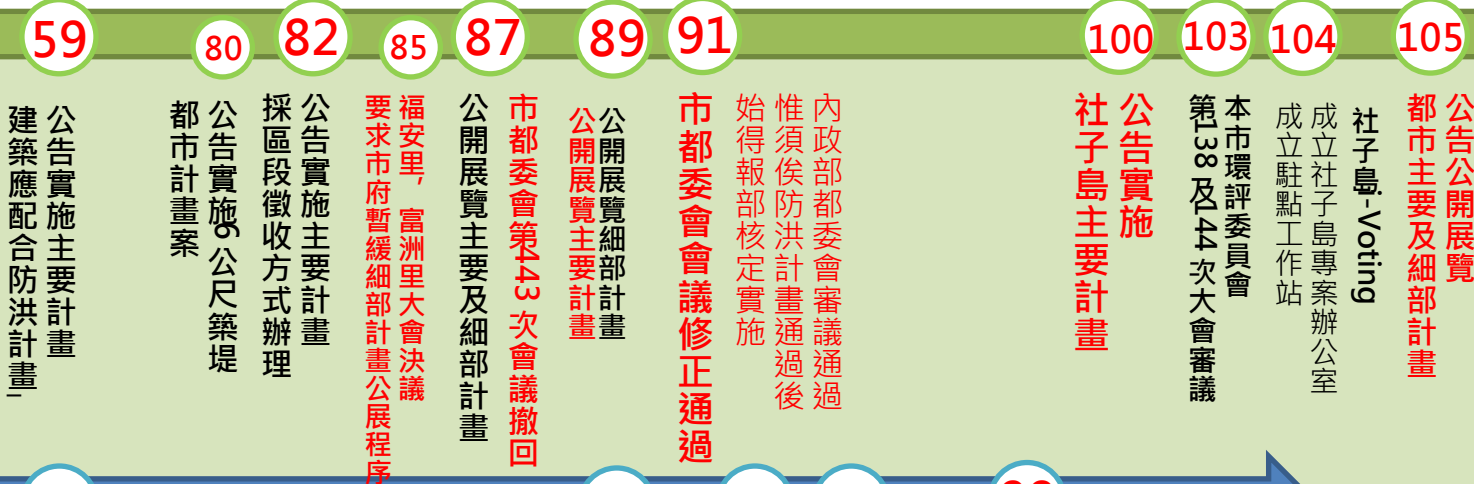 59
80
82
85
87
89
91
100
103
104
105
公告實施主要計畫
建築應配合防洪計畫
公告實施6公尺築堤
都市計畫案
公告實施主要計畫
採區段徵收方式辦理
福安里,富洲里大會決議
要求市府暫緩細部計畫公展程序
市都委會第443次會議撤回
公開展覽主要及細部計畫
公開展覽細部計畫
公開展覽主要計畫
市都委會會議修正通過
內政部都委會審議通過
惟須俟防洪計畫通過後
始得報部核定實施
公告實施
社子島主要計畫
本市環評委員會
第138及144次大會審議
社子島i-Voting
成立社子島專案辦公室
成立駐點工作站
公告公開展覽
都市主要及細部計畫